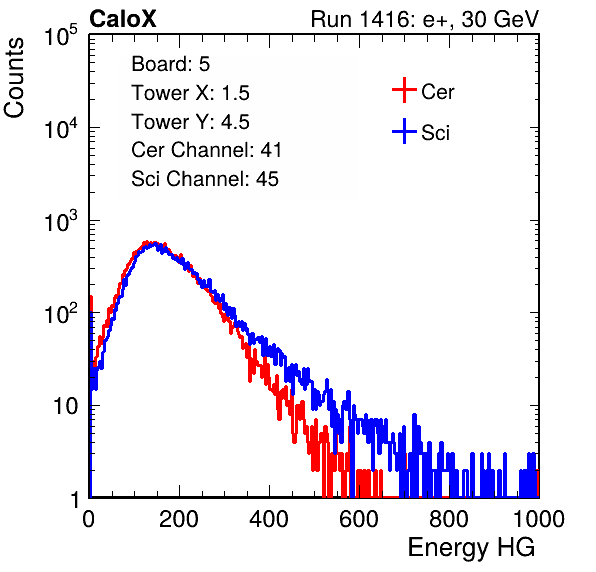 CaloX Run 1416: e+, 30 GeV
Counts
Board: 5
Tower X: 1.5
Tower Y: 4.5
Cer Channel: 41
Sci Channel: 45
Cer
Sci
10^5
10^4
10^3
10^2
10
1
0 200 400 600 800 1000
Energy HG